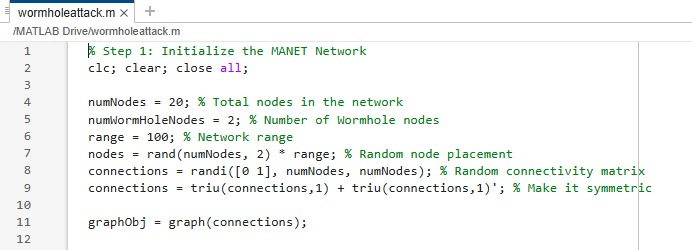 wormholeattack.m × +
/MATLAB Drive/wormholeattack.m
1 % Step 1: Initialize the MANET Network
2 clc; clear; close all;
3
4 numNodes = 20; % Total nodes in the network
5 numWormHoleNodes = 2; % Number of Wormhole nodes
6 range = 100; % Network range
7 nodes = rand(numNodes, 2) * range; % Random node placement
8 connections = randi([0 1], numNodes, numNodes); % Random connectivity matrix
9 connections = triu(connections,1) + triu(connections,1)'; % Make it symmetric
10
11 graphObj = graph(connections);
12